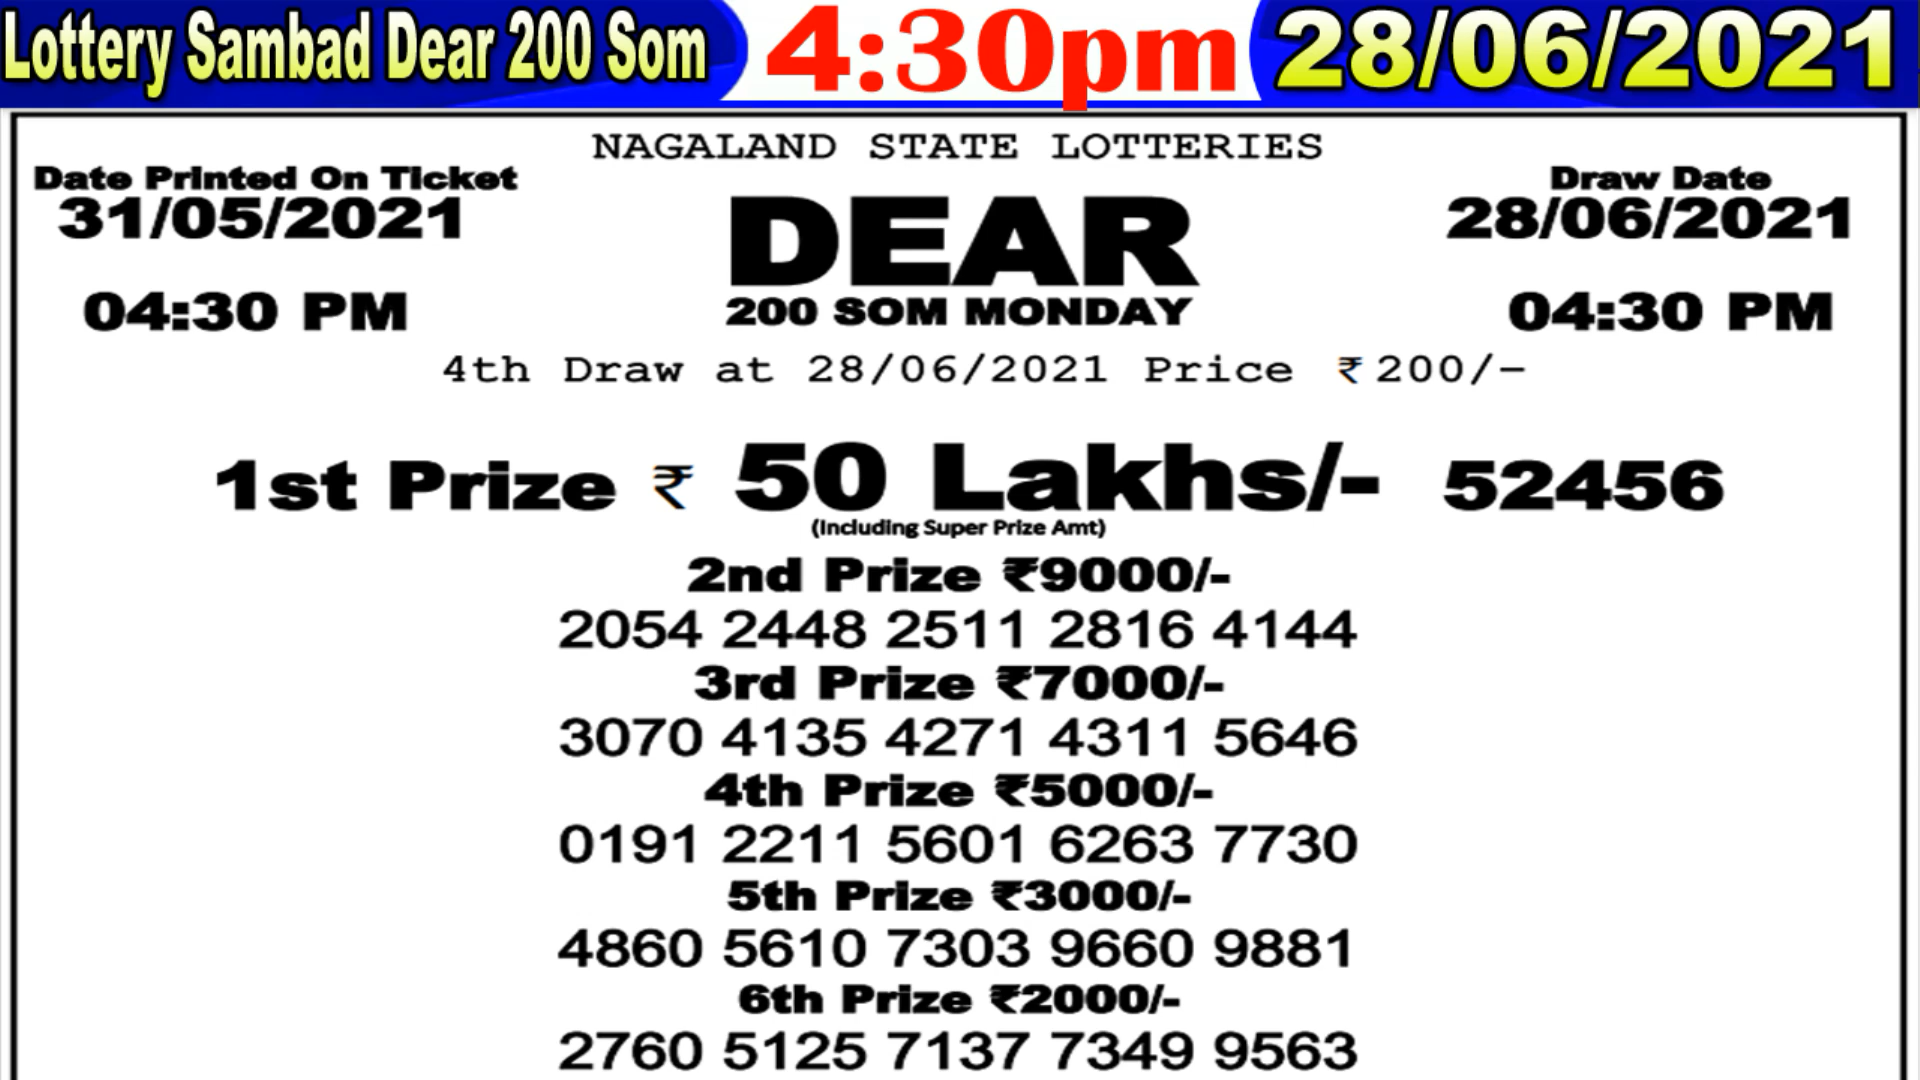 Lottery Sambad Dear 200 Som 4:30pm 28/06/2021
NAGALAND STATE LOTTERIES
Date Printed On Ticket
31/05/2021
04:30 PM
DEAR
200 SOM MONDAY
Draw Date
28/06/2021
04:30 PM
4th Draw at 28/06/2021 Price ₹200/-
1st Prize ₹ 50 Lakhs/- 52456
(Including Super Prize Amt)
2nd Prize ₹9000/-
2054 2448 2511 2816 4144
3rd Prize ₹7000/-
3070 4135 4271 4311 5646
4th Prize ₹5000/-
0191 2211 5601 6263 7730
5th Prize ₹3000/-
4860 5610 7303 9660 9881
6th Prize ₹2000/-
2760 5125 7137 7349 9563